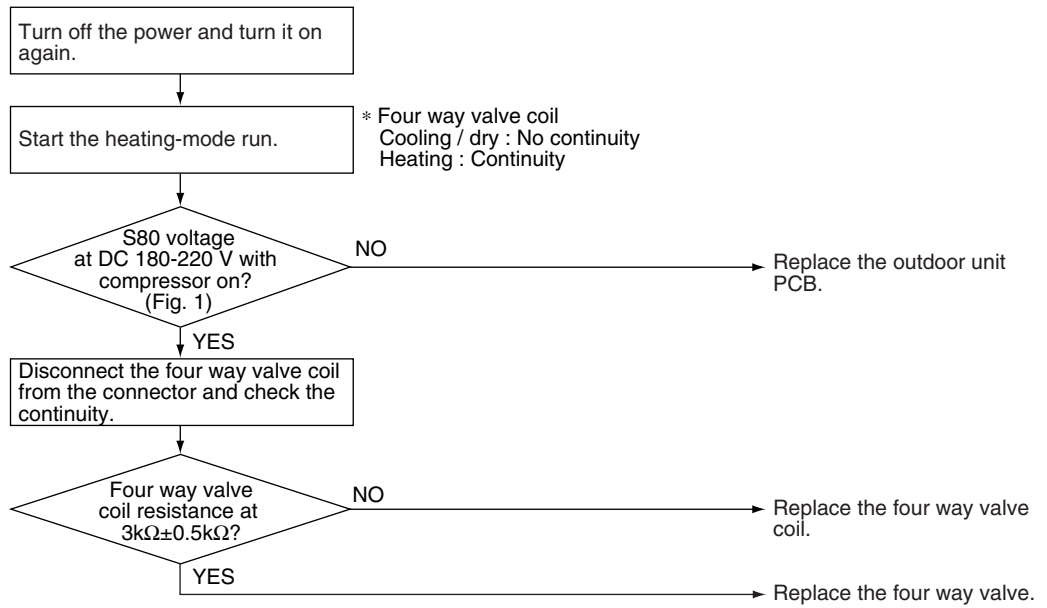 Turn off the power and turn it on
again.
Start the heating-mode run.
* Four way valve coil
Cooling / dry : No continuity
Heating : Continuity
S80 voltage
at DC 180-220 V with
compressor on?
(Fig. 1)
NO
Replace the outdoor unit
PCB.
YES
Disconnect the four way valve coil
from the connector and check the
continuity.
Four way valve
coil resistance at
3kΩ±0.5kΩ?
NO
Replace the four way valve
coil.
YES
Replace the four way valve.